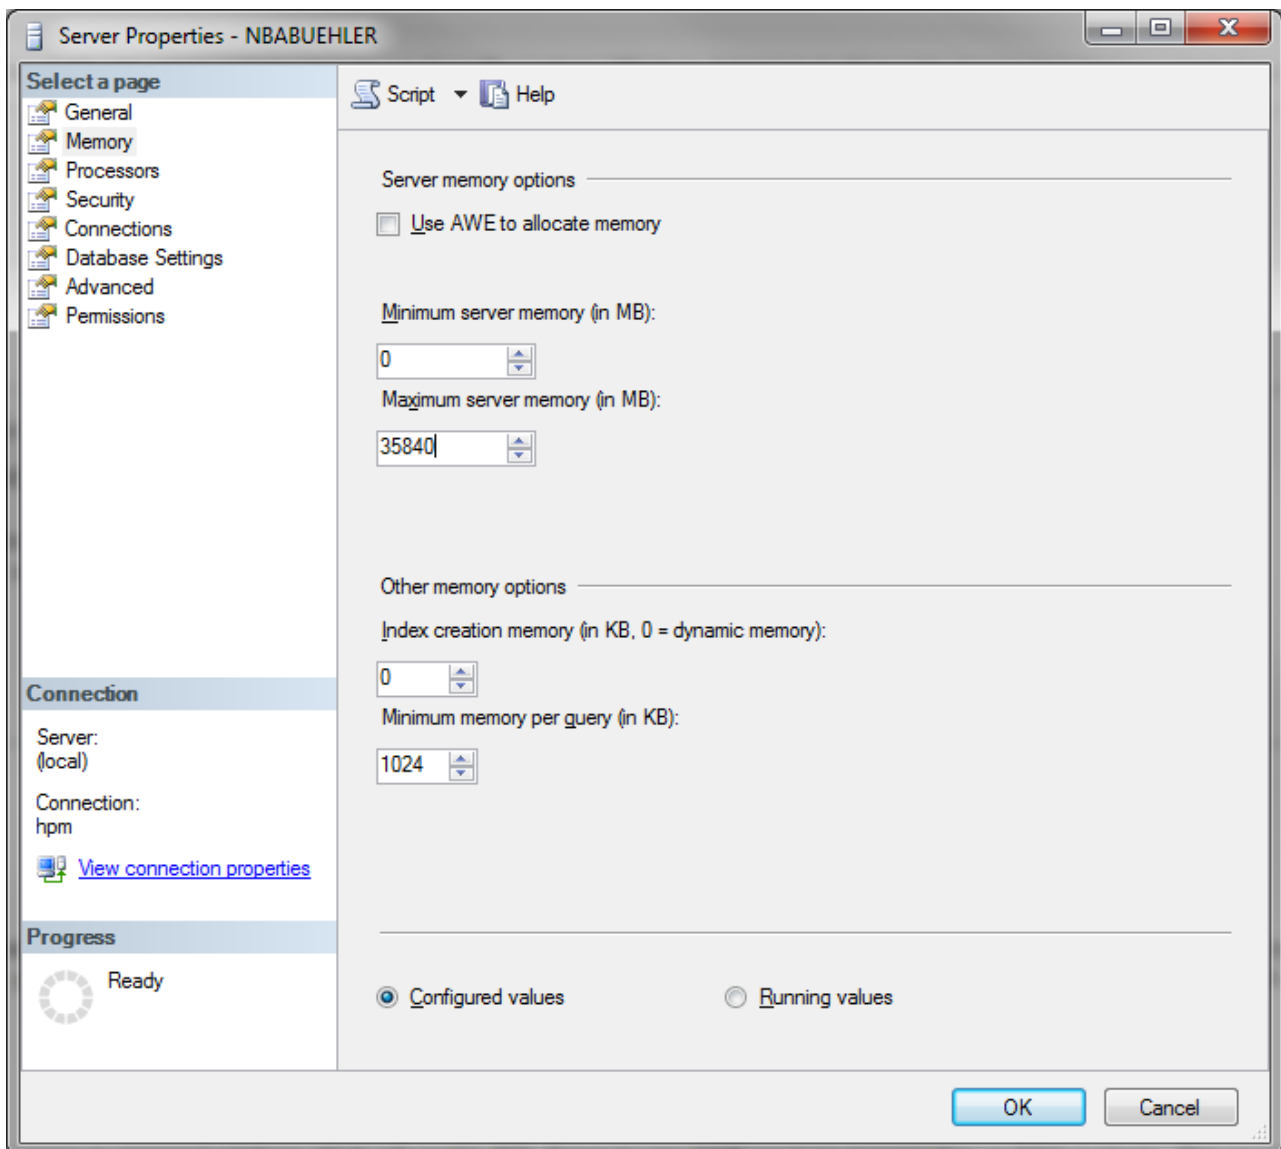 Server Properties - NBABUEHLER
Select a page
General
Memory
Processors
Security
Connections
Database Settings
Advanced
Permissions
Connection
Server:
(local)
Connection:
hpm
View connection properties
Progress
Ready
Script
Help
Server memory options
Use AWE to allocate memory
Minimum server memory (in MB):
0
Maximum server memory (in MB):
35840
Other memory options
Index creation memory (in KB, 0 = dynamic memory):
0
Minimum memory per query (in KB):
1024
Configured values
Running values
OK
Cancel